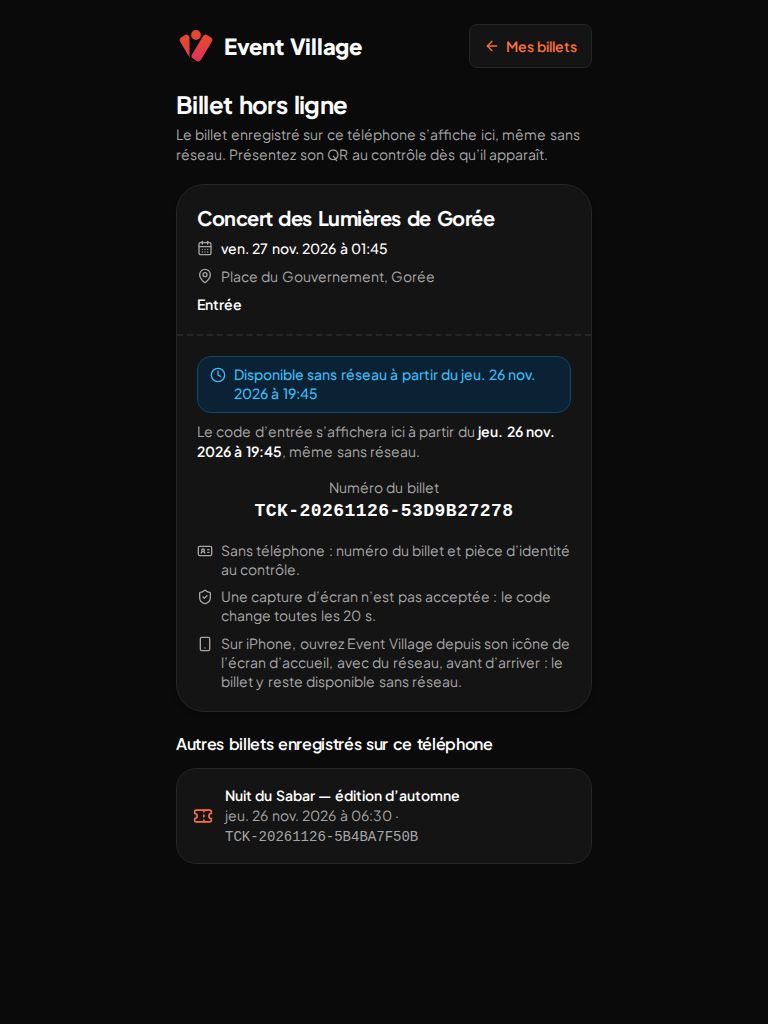 Event Village
Mes billets
Billet hors ligne
Le billet enregistré sur ce téléphone s’affiche ici, même sans
réseau. Présentez son QR au contrôle dès qu’il apparaît.
Concert des Lumières de Gorée
ven. 27 nov. 2026 à 01:45
Place du Gouvernement, Gorée
Entrée
Disponible sans réseau à partir du jeu. 26 nov.
2026 à 19:45
Le code d’entrée s’affichera ici à partir du jeu. 26 nov.
2026 à 19:45, même sans réseau.
Numéro du billet
TCK-20261126-53D9B27278
Sans téléphone : numéro du billet et pièce d’identité
au contrôle.
Une capture d’écran n’est pas acceptée : le code
change toutes les 20 s.
Sur iPhone, ouvrez Event Village depuis son icône de
l’écran d’accueil, avec du réseau, avant d’arriver : le
billet y reste disponible sans réseau.
Autres billets enregistrés sur ce téléphone
Nuit du Sabar — édition d’automne
jeu. 26 nov. 2026 à 06:30 ·
TCK-20261126-5B4BA7F50B